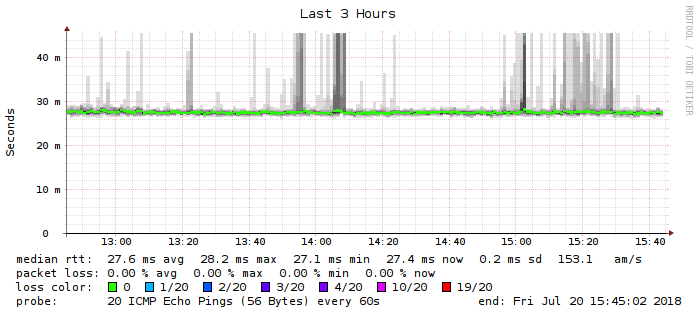 Last 3 Hours
RRDTOOL / TOBI OETIKER
Seconds
40 m
30 m
20 m
10 m
0
13:00 13:20 13:40 14:00 14:20 14:40 15:00 15:20 15:40
median rtt: 27.6 ms avg 28.2 ms max 27.1 ms min 27.4 ms now 0.2 ms sd 153.1 am/s
packet loss: 0.00 % avg 0.00 % max 0.00 % min 0.00 % now
loss color: 0 1/20 2/20 3/20 4/20 10/20 19/20
probe: 20 ICMP Echo Pings (56 Bytes) every 60s end: Fri Jul 20 15:45:02 2018